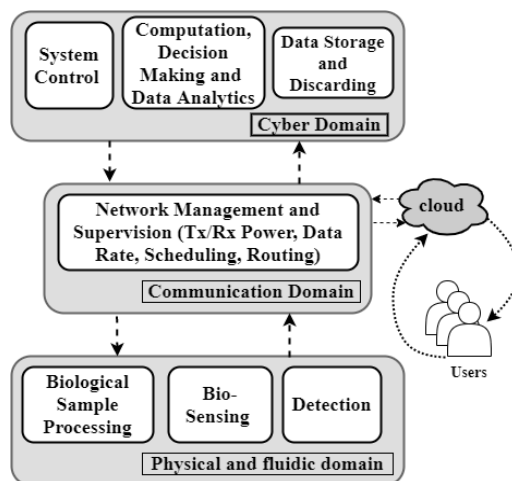 System
Control
Computation,
Decision
Making and
Data Analytics
Data Storage
and
Discarding
Cyber Domain
Network Management and
Supervision (Tx/Rx Power, Data
Rate, Scheduling, Routing)
Communication Domain
cloud
Users
Biological
Sample
Processing
Bio-
Sensing
Detection
Physical and fluidic domain